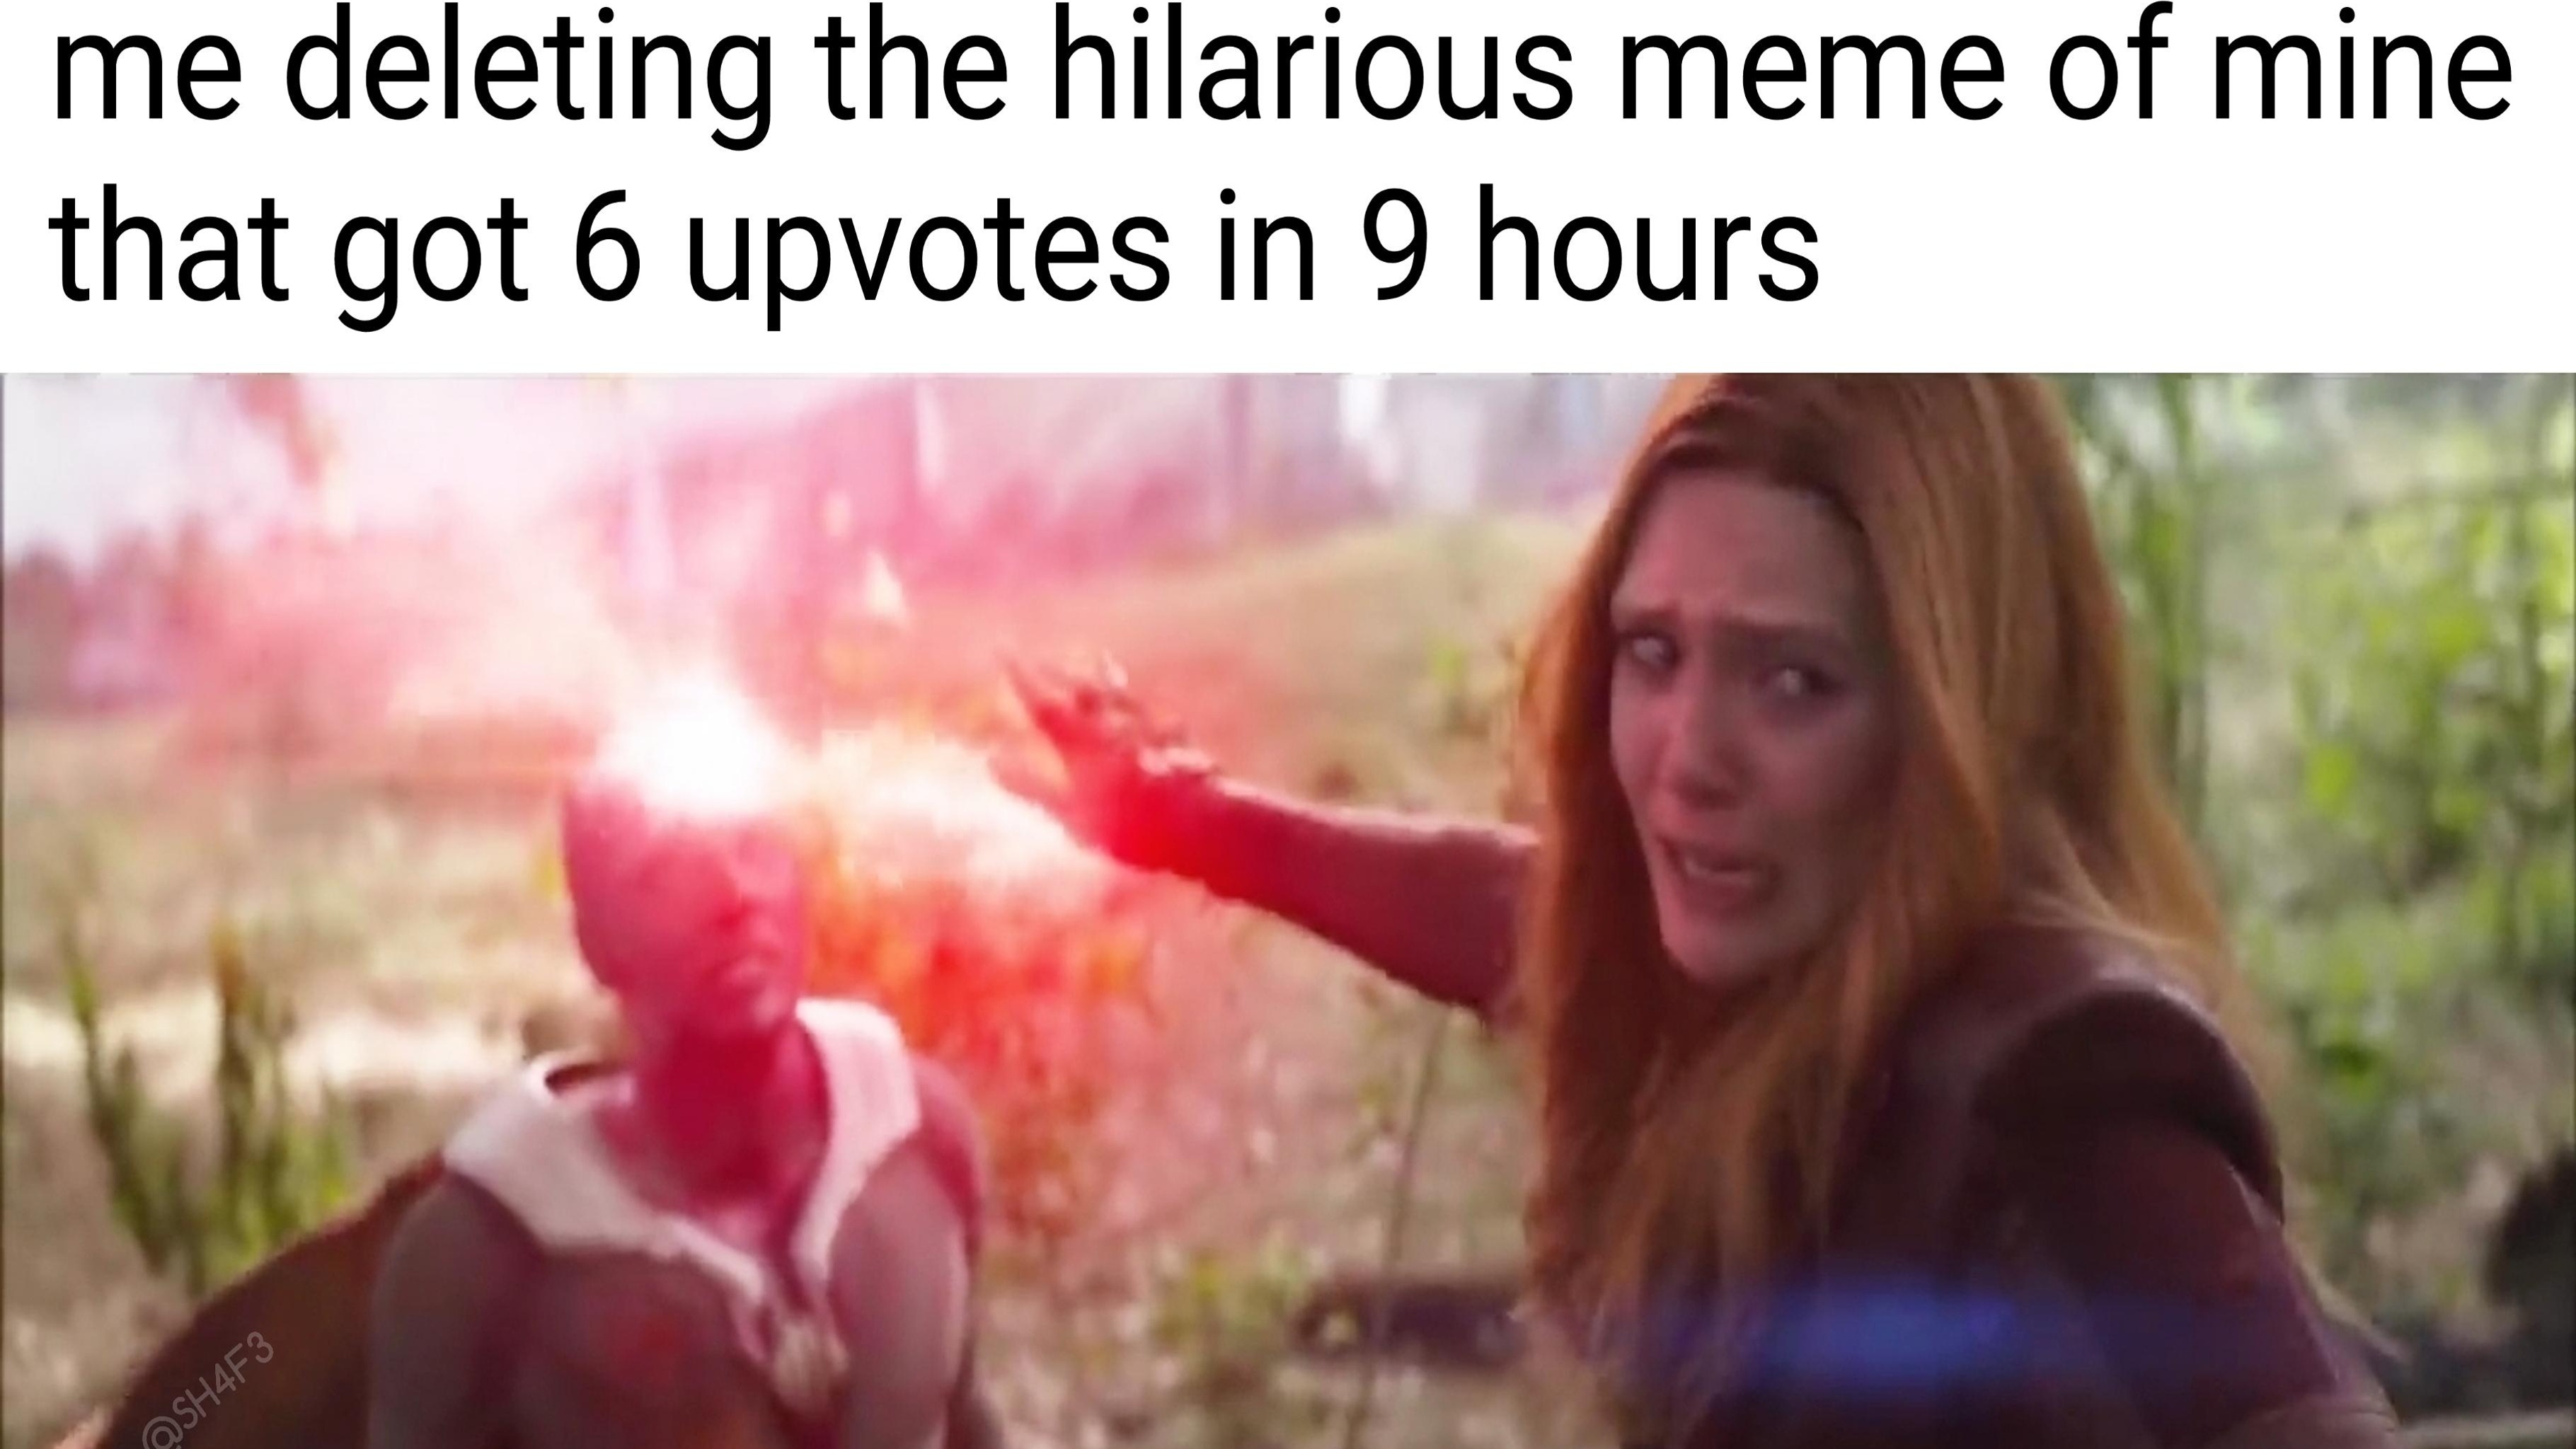 me deleting the hilarious meme of mine
that got 6 upvotes in 9 hours
@SH4F3